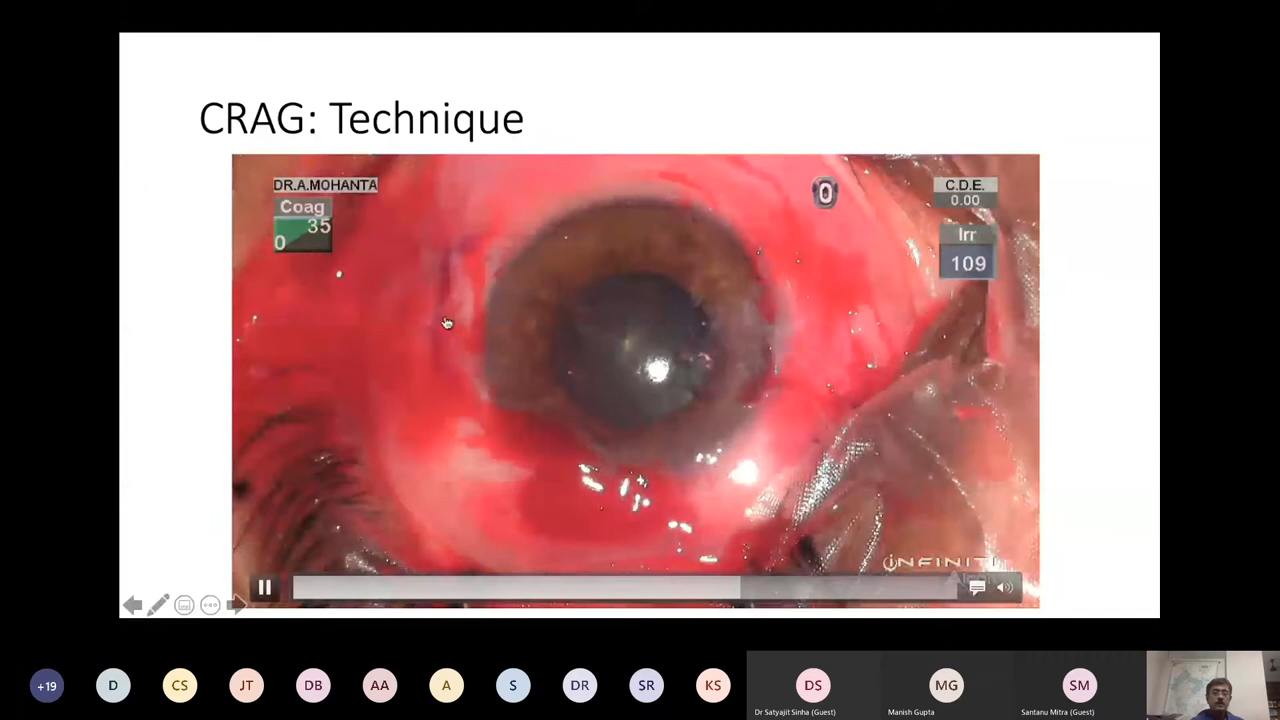 CRAG: Technique
DR.A.MOHANTA
Coag
35
0
0
C.D.E.
0.00
Irr
109
iNFINITI
+19
D
CS
JT
DB
AA
A
S
DR
SR
KS
DS
MG
SM
Dr Satyajit Sinha (Guest)
Manish Gupta
Santanu Mitra (Guest)